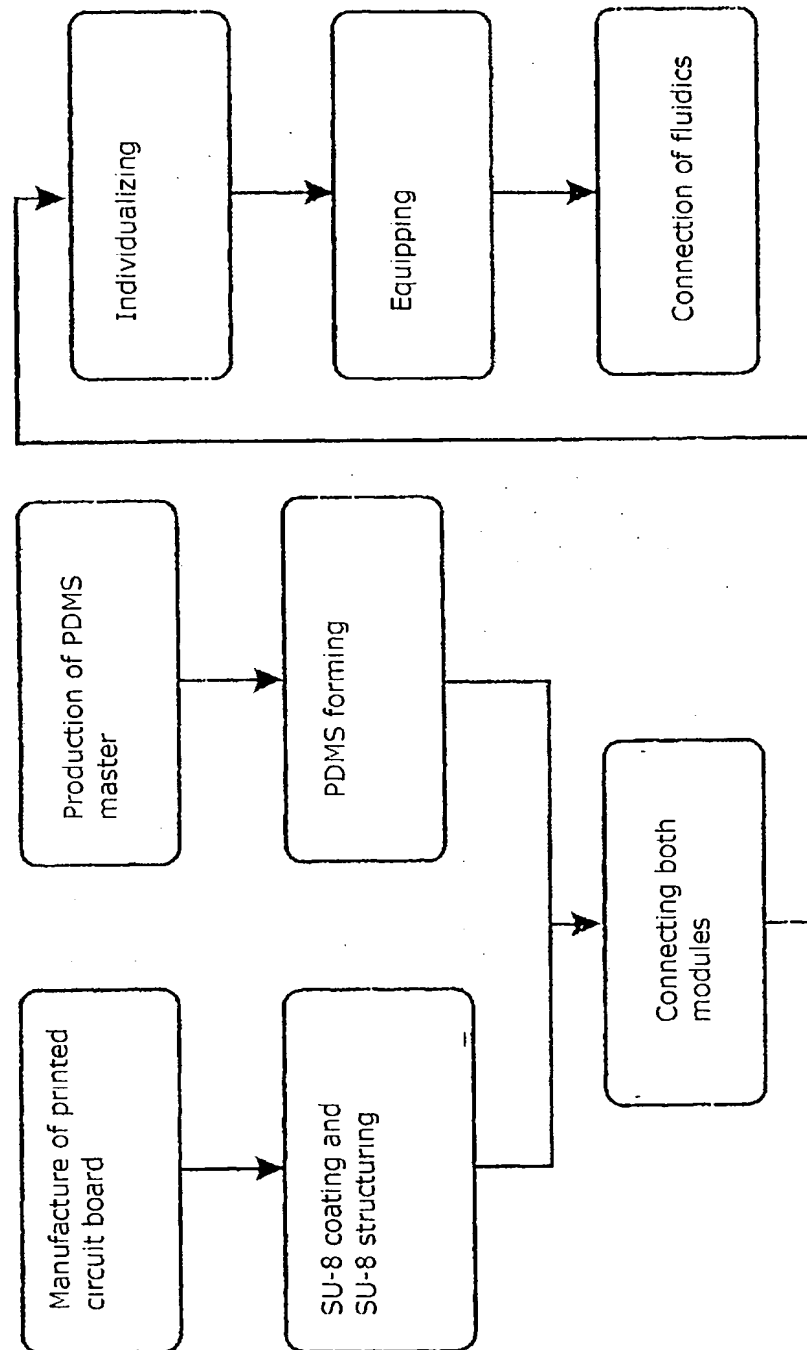 Manufacture of printed
circuit board
SU-8 coating and
SU-8 structuring
Production of PDMS
master
PDMS forming
Connecting both
modules
Individualizing
Equipping
Connection of fluidics